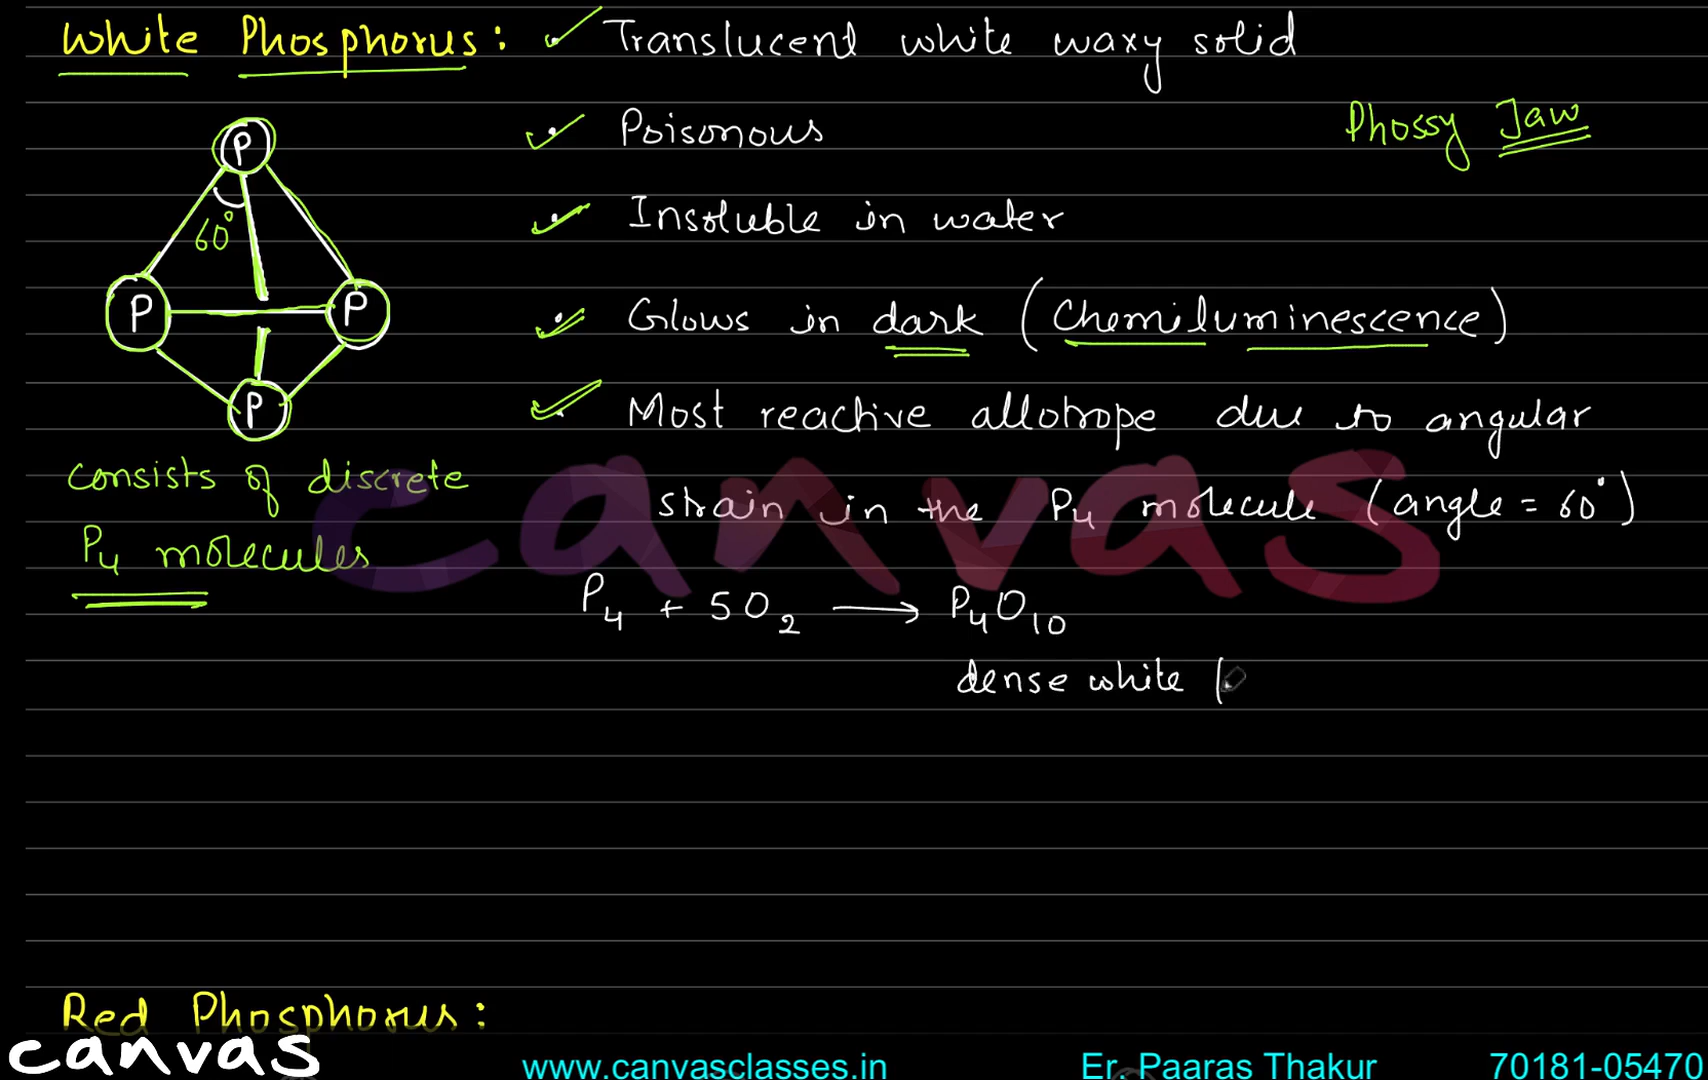 White Phosphorus:
Translucent white waxy solid
Phossy Jaw
Poisonous
Insoluble in water
Glows in dark (Chemiluminescence)
Most reactive allotrope due to angular
strain in the P4 molecule (angle = 60°)
P
60°
P
P
P
consists of discrete
P4 molecules
P4 + 5O2 → P4O10
dense white
Red Phosphorus:
canvas
canvas
www.canvasclasses.in
Er. Paaras Thakur
70181-05470